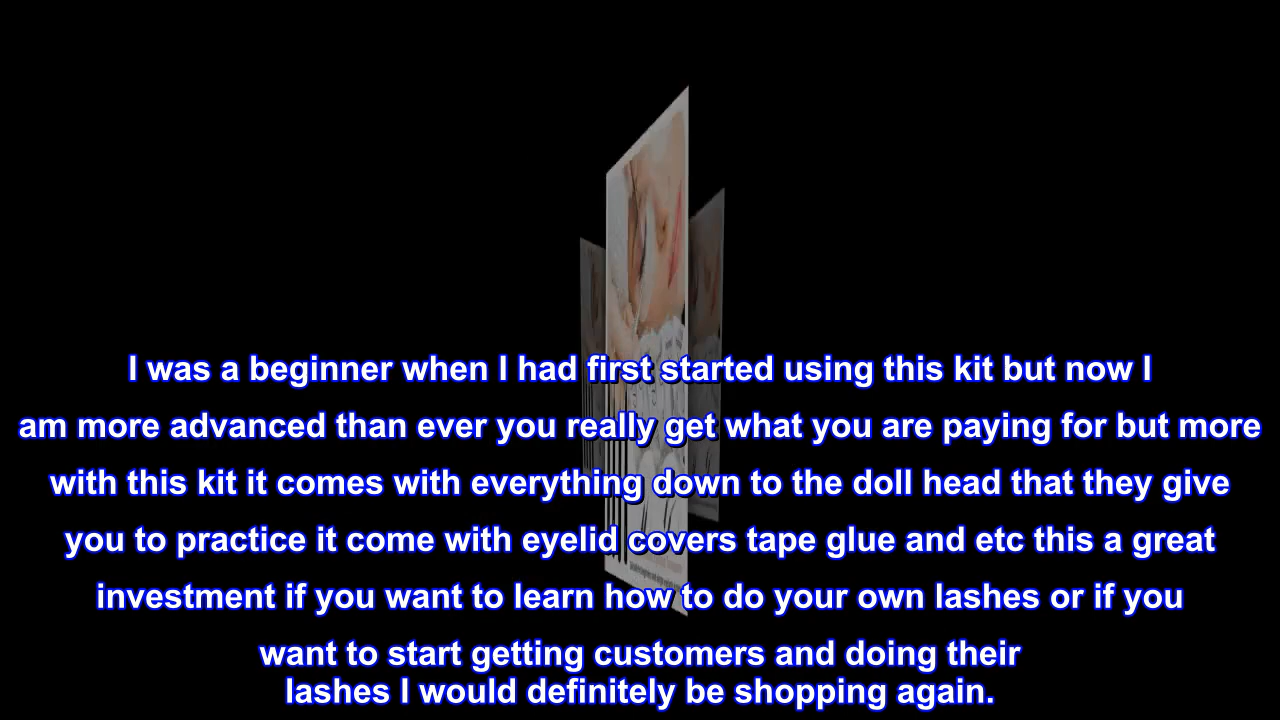 I was a beginner when I had first started using this kit but now I
am more advanced than ever you really get what you are paying for but more
with this kit it comes with everything down to the doll head that they give
you to practice it come with eyelid covers tape glue and etc this a great
investment if you want to learn how to do your own lashes or if you
want to start getting customers and doing their
lashes I would definitely be shopping again.